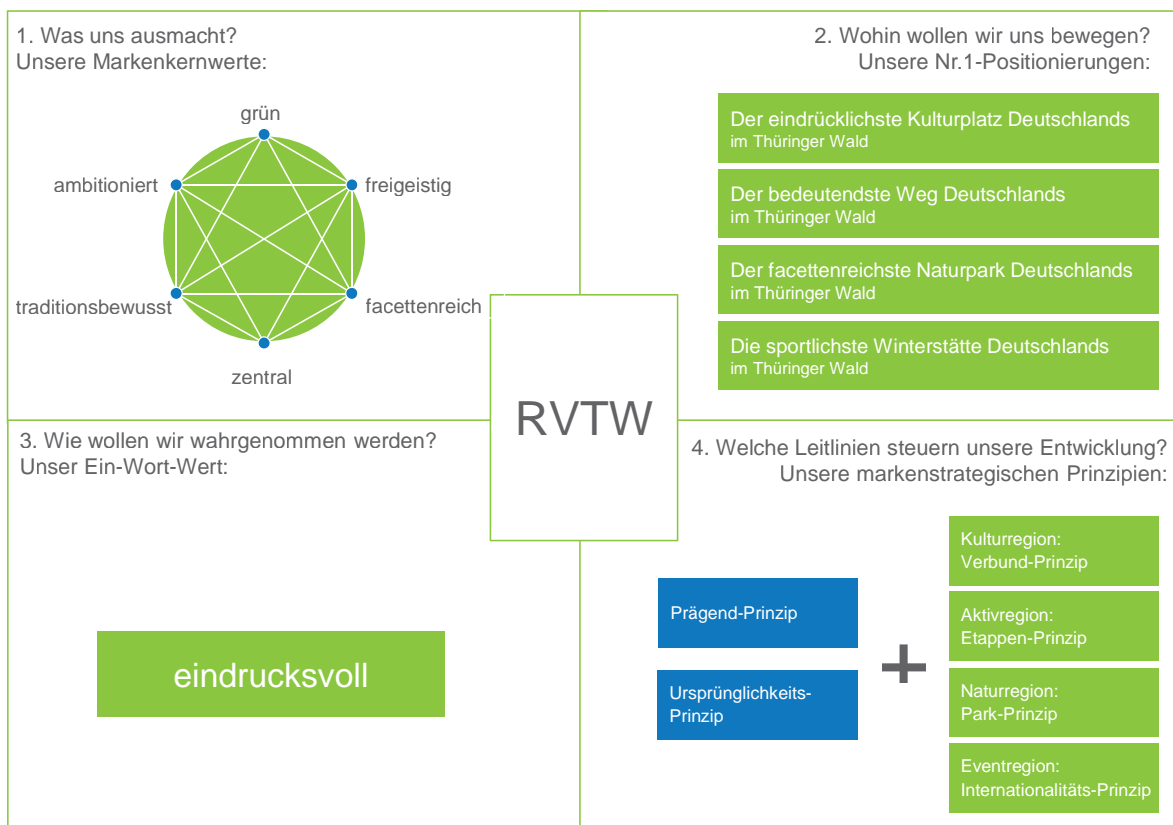 1. Was uns ausmacht?
Unsere Markenkernwerte:
grün
ambitioniert
freigeistig
traditionsbewusst
facettenreich
zentral
2. Wohin wollen wir uns bewegen?
Unsere Nr.1-Positionierungen:
Der eindrücklichste Kulturplatz Deutschlands
im Thüringer Wald
Der bedeutendste Weg Deutschlands
im Thüringer Wald
Der facettenreichste Naturpark Deutschlands
im Thüringer Wald
Die sportlichste Winterstätte Deutschlands
im Thüringer Wald
RVTW
3. Wie wollen wir wahrgenommen werden?
Unser Ein-Wort-Wert:
eindrucksvoll
4. Welche Leitlinien steuern unsere Entwicklung?
Unsere markenstrategischen Prinzipien:
Prägend-Prinzip
Ursprünglichkeits-
Prinzip
+
Kulturregion:
Verbund-Prinzip
Aktivregion:
Etappen-Prinzip
Naturregion:
Park-Prinzip
Eventregion:
Internationalitäts-Prinzip